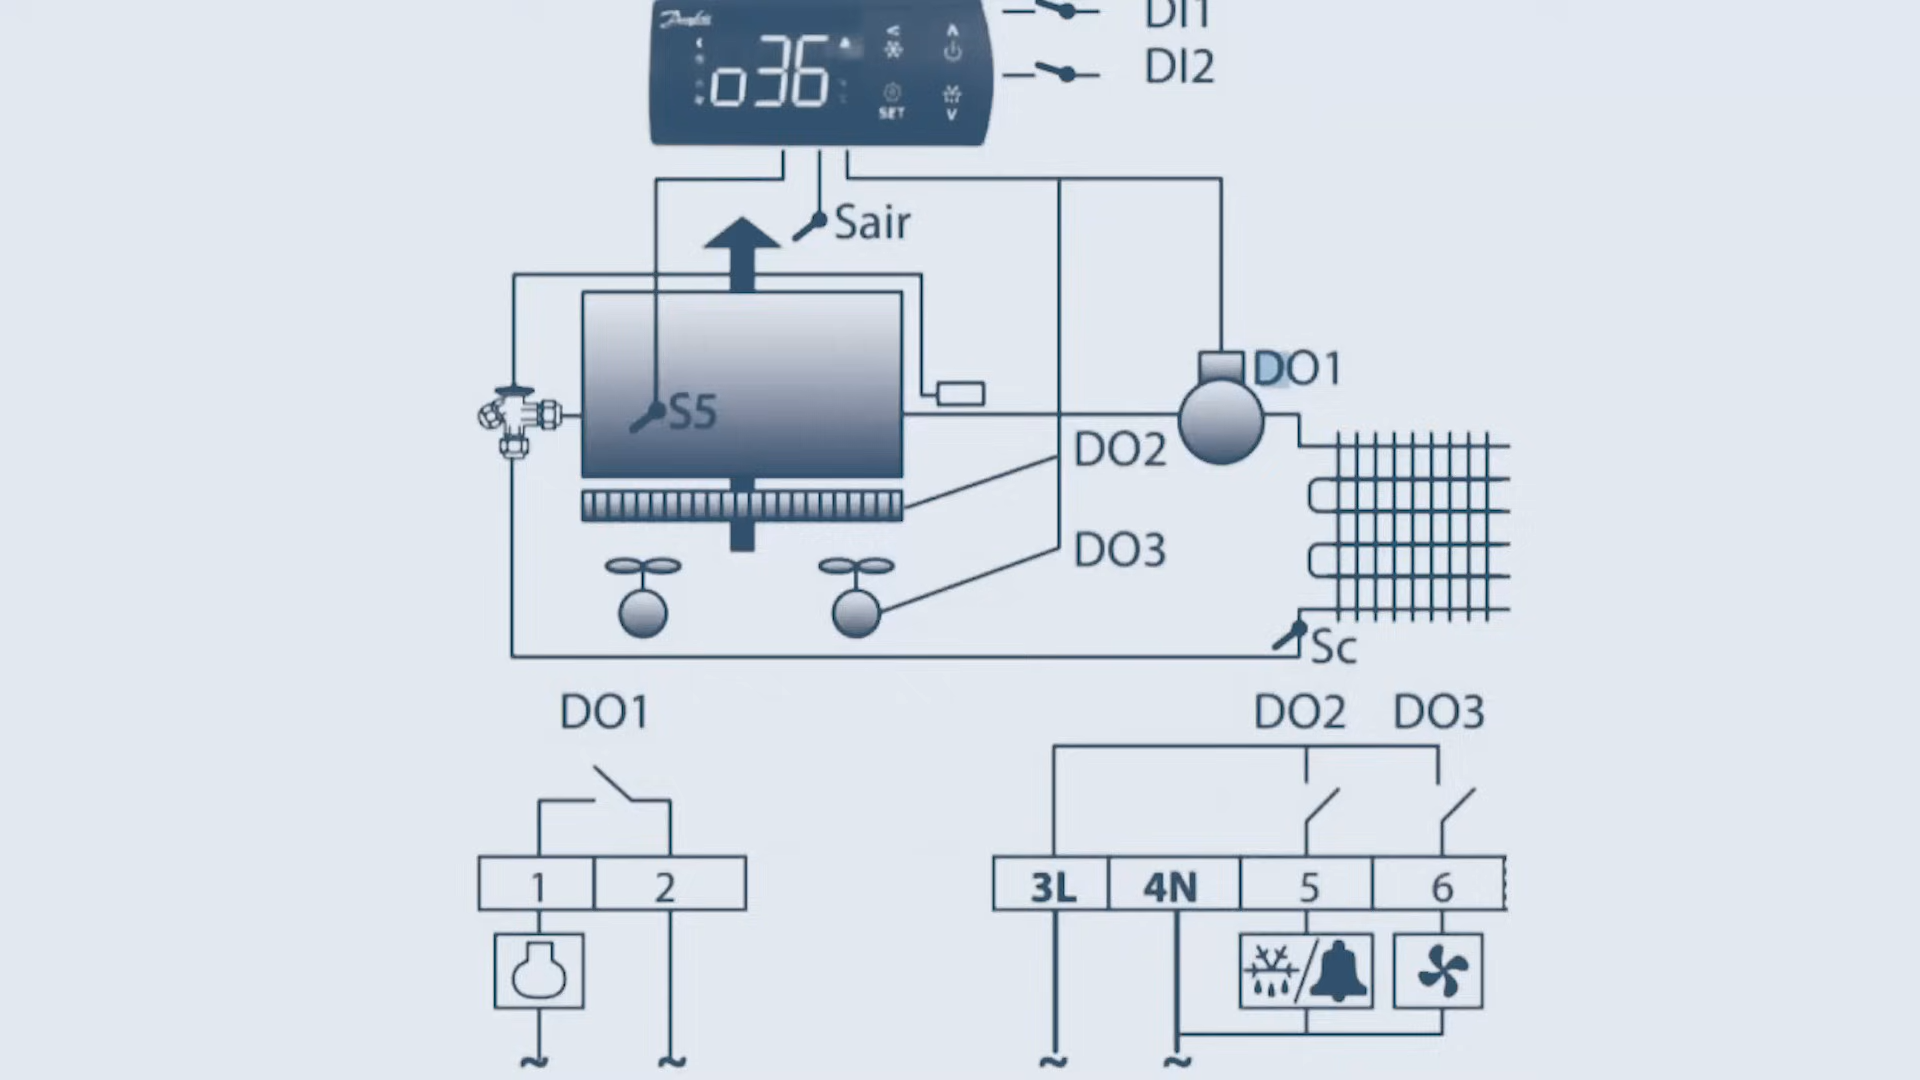 Danfoss
DI1
o36
SET
DI2
Sair
DO1
S5
DO2
DO3
Sc
DO1
DO2 DO3
1 2
3L 4N 5 6